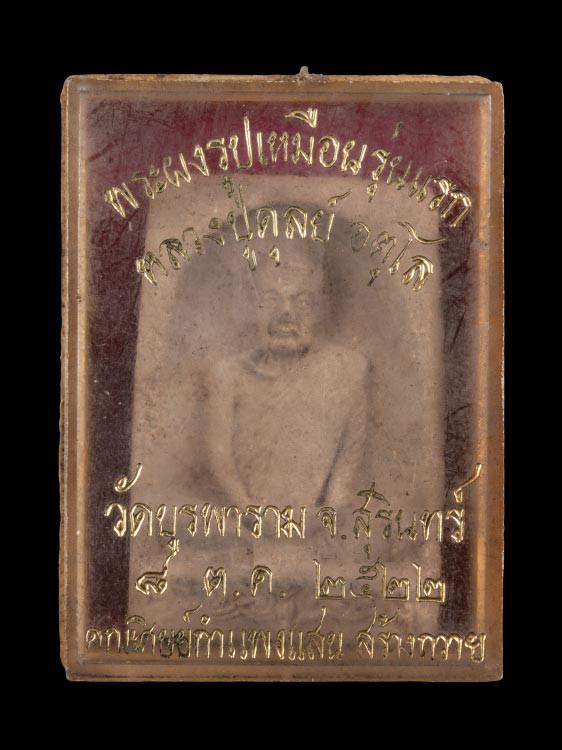 พระผงรูปเหมือนรุ่นแรก
หลวงปู่ดุลย์ อตุโล
วัดบูรพาราม จ.สุรินทร์
๘ ต.ค. ๒๕๒๒
คณะศิษย์กำแพงแสน สร้างถวาย